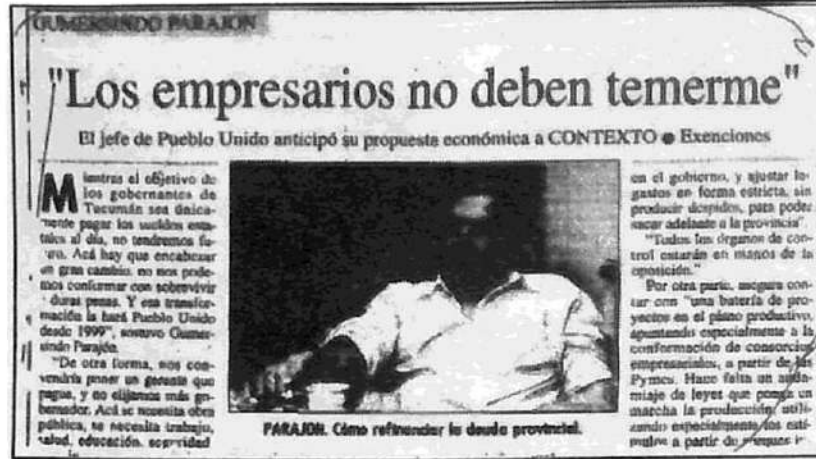 GUMERSINDO PARAJON
"Los empresarios no deben temerme"
El jefe de Pueblo Unido anticipó su propuesta económica a CONTEXTO ● Exenciones
Mientras el objetivo de
los gobernantes de
Tucumán sea única-
mente pagar los sueldos esta-
tales al día, no tendremos fu-
turo. Acá hay que encabezar
un gran cambio, no nos pode-
mos conformar con sobrevivir
a duras penas. Y esa transfor-
mación la hará Pueblo Unido
desde 1999", sostuvo Gumer-
sindo Parajón.
"De otra forma, nos con-
vendría poner un gerente que
pague, y no elijamos más go-
bernador. Acá se necesita obra
pública, se necesita trabajo,
salud, educación, seguridad
PARAJON. Cómo refinanciar la deuda provincial.
en el gobierno, y ajustar los
gastos en forma estricta, sin
producir despidos, para poder
sacar adelante a la provincia".
"Todos los órganos de con-
trol estarán en manos de la
oposición."
Por otra parte, asegura con-
tar con "una batería de pro-
yectos en el plano productivo,
apuntando especialmente a la
conformación de consorcios
empresariales, a partir de las
Pymes. Hace falta un anda-
miaje de leyes que ponga en
marcha la producción, utili-
zando especialmente los estí-
mulos a partir de parques